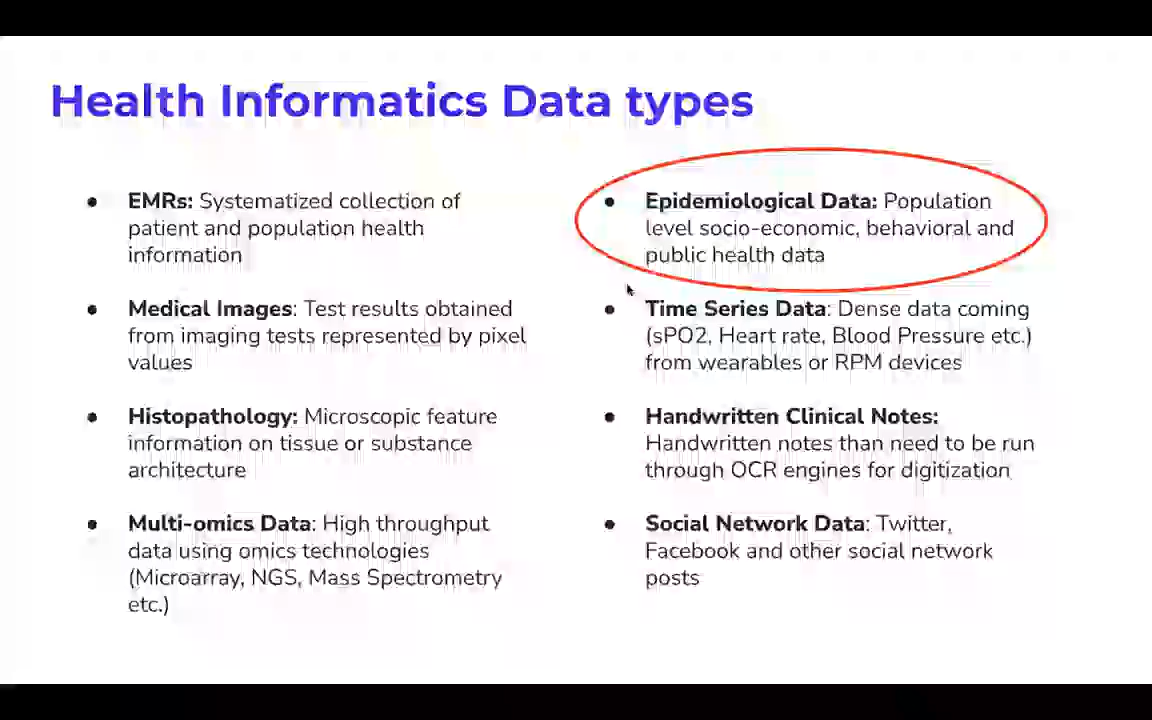 Health Informatics Data types
● EMRs: Systematized collection of
patient and population health
information
● Medical Images: Test results obtained
from imaging tests represented by pixel
values
● Histopathology: Microscopic feature
information on tissue or substance
architecture
● Multi-omics Data: High throughput
data using omics technologies
(Microarray, NGS, Mass Spectrometry
etc.)
● Epidemiological Data: Population
level socio-economic, behavioral and
public health data
● Time Series Data: Dense data coming
(sPO2, Heart rate, Blood Pressure etc.)
from wearables or RPM devices
● Handwritten Clinical Notes:
Handwritten notes than need to be run
through OCR engines for digitization
● Social Network Data: Twitter,
Facebook and other social network
posts